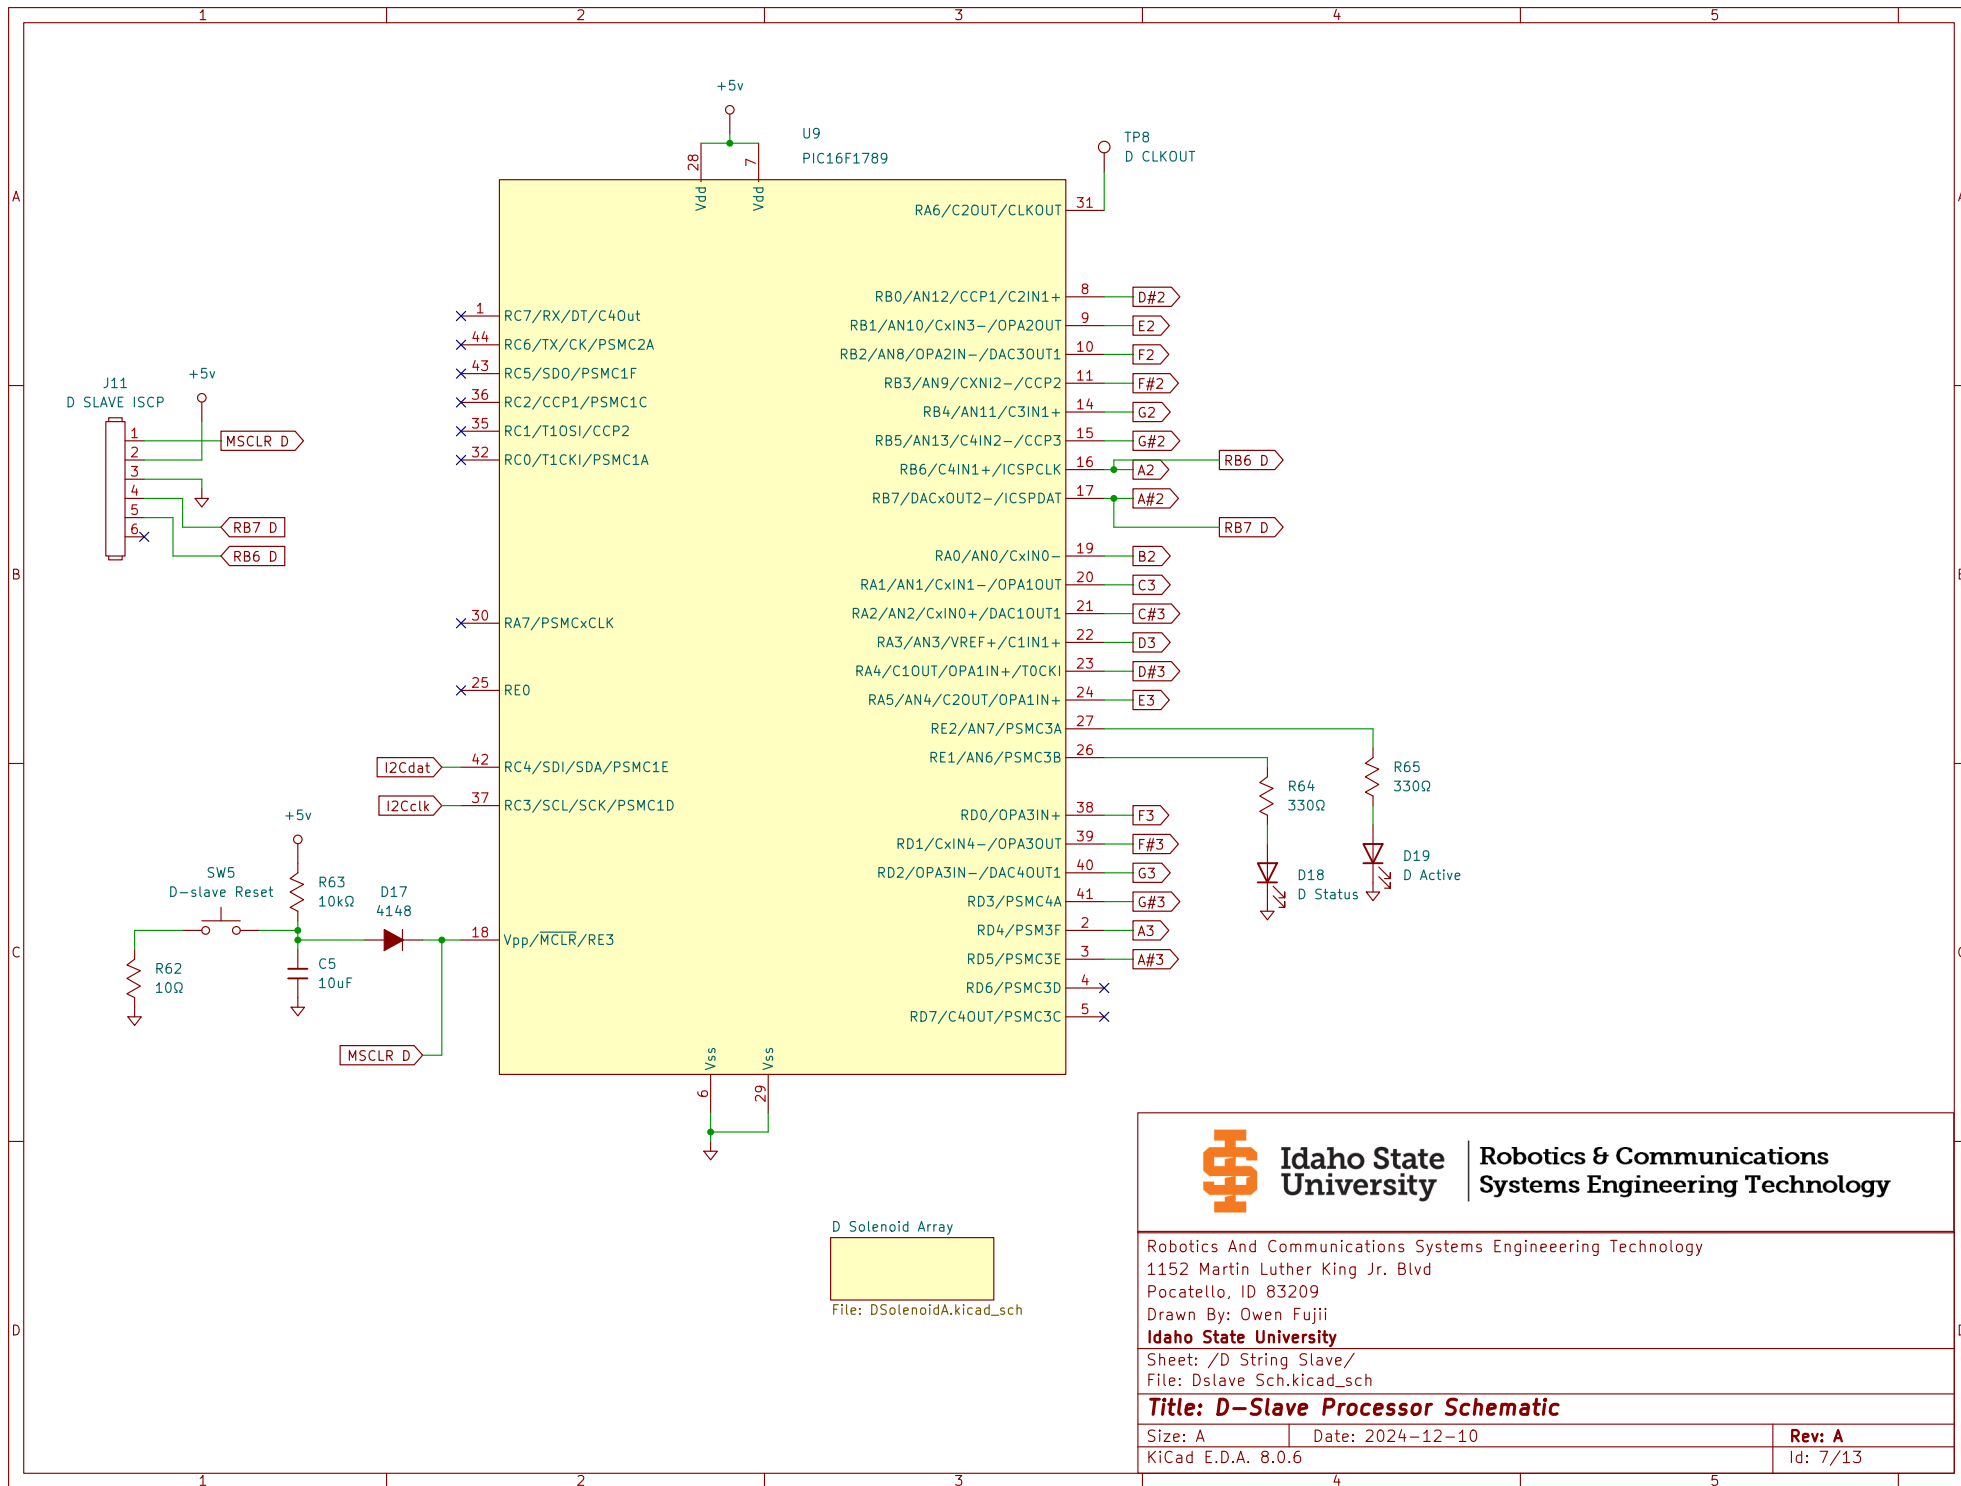 1 2 3 4 5
A
B
C
D
A
+5v
U9
PIC16F1789
28
7
Vdd
Vdd
TP8
D CLKOUT
RA6/C2OUT/CLKOUT 31
RB0/AN12/CCP1/C2IN1+ 8 D#2
RB1/AN10/CxIN3-/OPA2OUT 9 E2
RB2/AN8/OPA2IN-/DAC3OUT1 10 F2
RB3/AN9/CXNI2-/CCP2 11 F#2
RB4/AN11/C3IN1+ 14 G2
RB5/AN13/C4IN2-/CCP3 15 G#2
RB6/C4IN1+/ICSPCLK 16 A2 RB6 D
RB7/DACxOUT2-/ICSPDAT 17 A#2
RB7 D
RA0/AN0/CxIN0- 19 B2
RA1/AN1/CxIN1-/OPA1OUT 20 C3
RA2/AN2/CxIN0+/DAC1OUT1 21 C#3
RA3/AN3/VREF+/C1IN1+ 22 D3
RA4/C1OUT/OPA1IN+/T0CKI 23 D#3
RA5/AN4/C2OUT/OPA1IN+ 24 E3
RE2/AN7/PSMC3A 27
RE1/AN6/PSMC3B 26
RD0/OPA3IN+ 38 F3
RD1/CxIN4-/OPA3OUT 39 F#3
RD2/OPA3IN-/DAC4OUT1 40 G3
RD3/PSMC4A 41 G#3
RD4/PSM3F 2 A3
RD5/PSMC3E 3 A#3
RD6/PSMC3D 4
RD7/C4OUT/PSMC3C 5
1 RC7/RX/DT/C4Out
44 RC6/TX/CK/PSMC2A
43 RC5/SDO/PSMC1F
36 RC2/CCP1/PSMC1C
35 RC1/T1OSI/CCP2
32 RC0/T1CKI/PSMC1A
30 RA7/PSMCxCLK
25 RE0
I2Cdat 42 RC4/SDI/SDA/PSMC1E
I2Cclk 37 RC3/SCL/SCK/PSMC1D
18 Vpp/MCLR/RE3
J11
D SLAVE ISCP
+5v
1 MSCLR D
2
3
4
5
6
RB7 D
RB6 D
+5v
SW5
D-slave Reset
R63
10kΩ
D17
4148
R62
10Ω
C5
10uF
MSCLR D
R64
330Ω
R65
330Ω
D18
D Status
D19
D Active
Vss
Vss
6
29
D Solenoid Array
File: DSolenoidA.kicad_sch
Idaho State
University
Robotics & Communications
Systems Engineering Technology
Robotics And Communications Systems Engineeering Technology
1152 Martin Luther King Jr. Blvd
Pocatello, ID 83209
Drawn By: Owen Fujii
Idaho State University
Sheet: /D String Slave/
File: Dslave Sch.kicad_sch
Title: D-Slave Processor Schematic
Size: A Date: 2024-12-10 Rev: A
KiCad E.D.A. 8.0.6 Id: 7/13
1 2 3 4 5